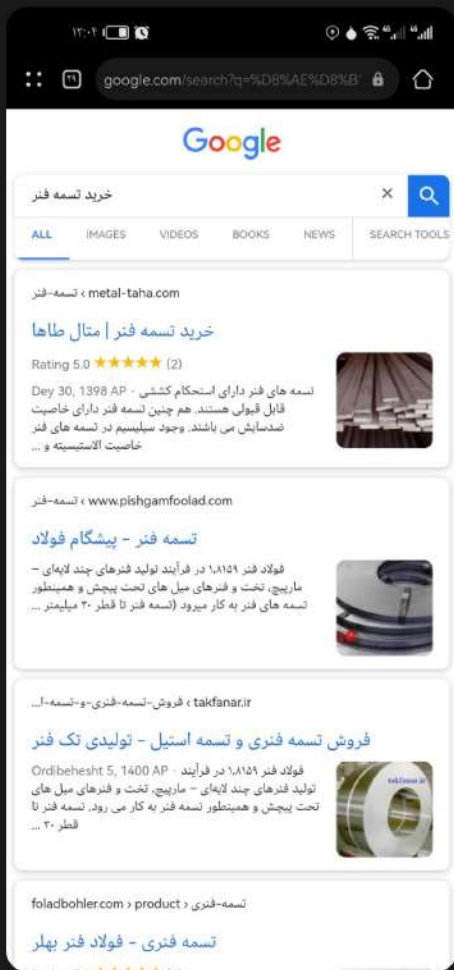 ۱۲:۰۴
4G 4G
۲۹ google.com/search?q=%D8%AE%D8%B
Google
خرید تسمه فنر
ALL IMAGES VIDEOS BOOKS NEWS SEARCH TOOLS
metal-taha.com › تسمه-فنر
خرید تسمه فنر | متال طاها
Rating 5.0 ★★★★★ (2)
Dey 30, 1398 AP · تسمه های فنر دارای استحکام کششی
قابل قبولی هستند. هم چنین تسمه فنر دارای خاصیت
ضدسایش می باشند. وجود سیلیسیم در تسمه های فنر
خاصیت الاستیسیته و ...
www.pishgamfoolad.com › تسمه-فنر
تسمه فنر - پیشگام فولاد
فولاد فنر ۱،۸۱۵۹ در فرآیند تولید فنرهای چند لایه‌ای –
مارپیچ، تخت و فنرهای میل های تحت پیچش و همینطور
تسمه های فنر به کار میرود (تسمه فنر تا قطر ۳۰ میلیمتر ...
takfanar.ir › فروش-تسمه-فنری-و-تسمه-ا...
فروش تسمه فنری و تسمه استیل - تولیدی تک فنر
Ordibehesht 5, 1400 AP · فولاد فنر ۱،۸۱۵۹ در فرآیند
تولید فنرهای چند لایه‌ای – مارپیچ، تخت و فنرهای میل های
تحت پیچش و همینطور تسمه فنر به کار می رود. تسمه فنر تا
قطر ۳۰ ...
takfanar.ir
foladbohler.com › product › تسمه-فنری
تسمه فنری - فولاد فنر بهلر